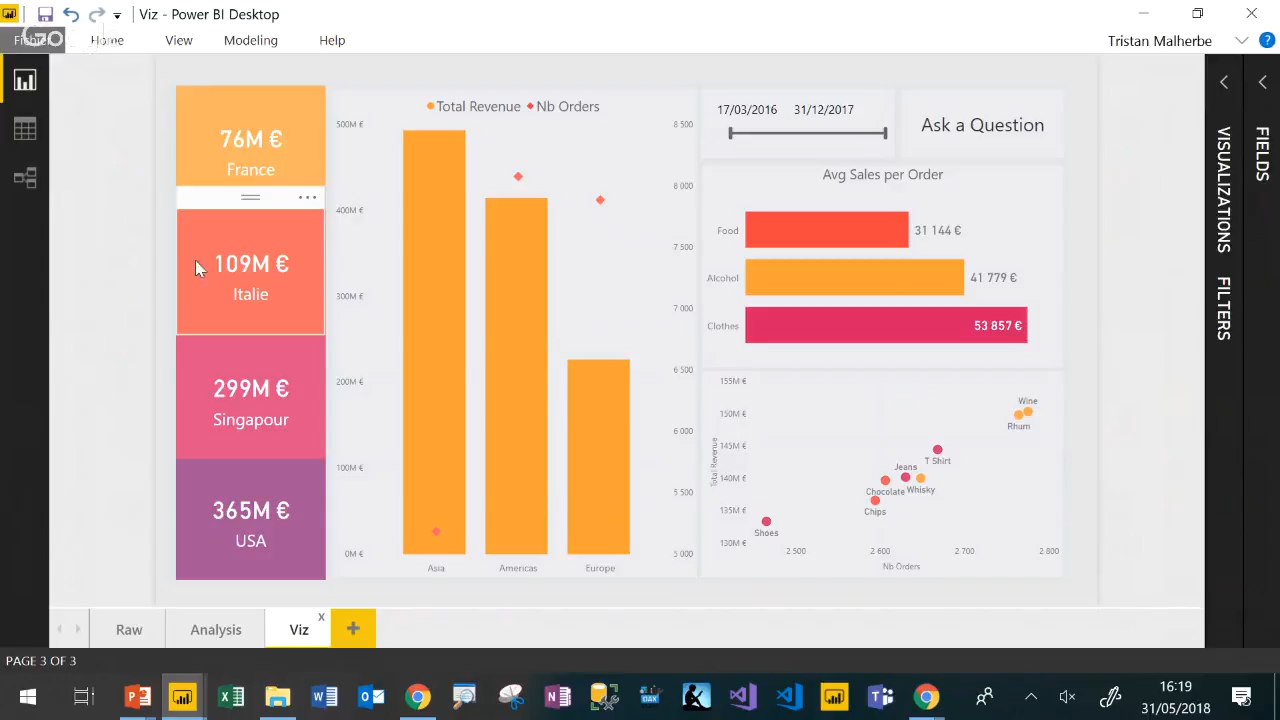 Viz - Power BI Desktop
Go
Home
View
Modeling
Help
Tristan Malherbe
?
76M €
France
109M €
Italie
299M €
Singapour
365M €
USA
Total Revenue
Nb Orders
500M €
400M €
300M €
200M €
100M €
0M €
8 500
8 000
7 500
7 000
6 500
6 000
5 500
5 000
Asia
Americas
Europe
17/03/2016
31/12/2017
Ask a Question
Avg Sales per Order
Food
31 144 €
Alcohol
41 779 €
Clothes
53 857 €
Total Revenue
155M €
150M €
145M €
140M €
135M €
130M €
Wine
Rhum
T Shirt
Jeans
Chocolate
Whisky
Chips
Shoes
2 500
2 600
2 700
2 800
Nb Orders
VISUALIZATIONS
FILTERS
FIELDS
Raw
Analysis
Viz
x
PAGE 3 OF 3
DAX
16:19
31/05/2018